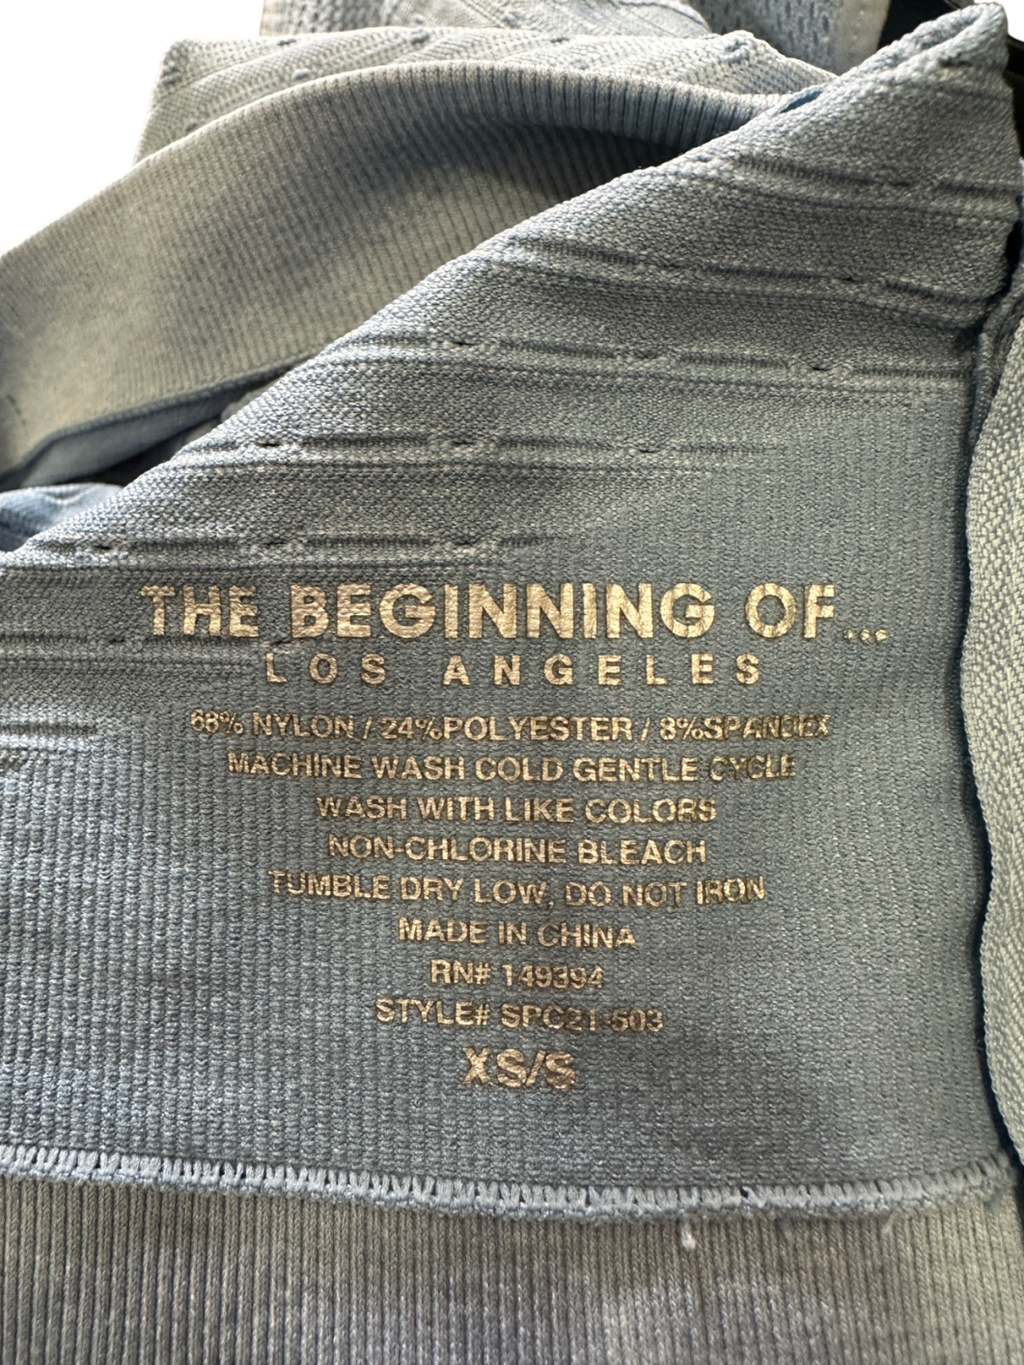 THE BEGINNING OF...
LOS ANGELES
68% NYLON / 24%POLYESTER / 8%SPANDEX
MACHINE WASH COLD GENTLE CYCLE
WASH WITH LIKE COLORS
NON-CHLORINE BLEACH
TUMBLE DRY LOW, DO NOT IRON
MADE IN CHINA
RN# 149394
STYLE# SPC21-503
XS/S